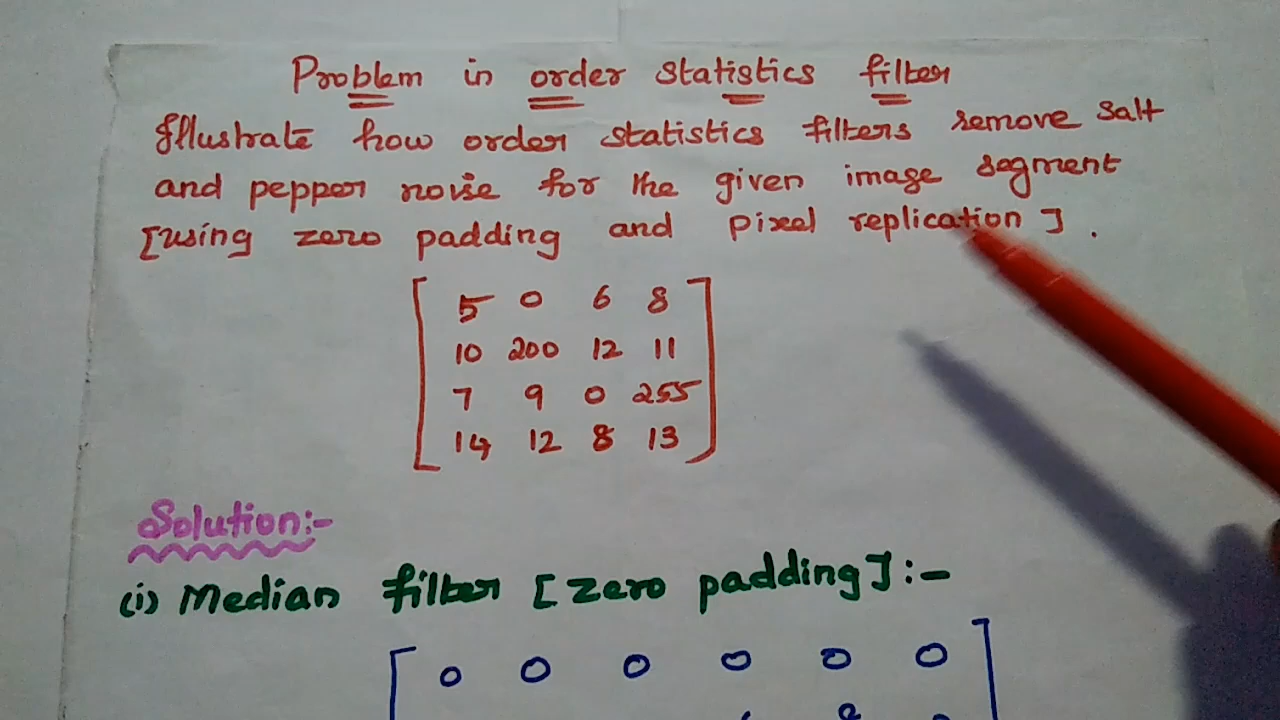 Problem in order statistics filter
Illustrate how order statistics filters remove salt
and pepper noise for the given image segment
[using zero padding and pixel replication].
5 0 6 8
10 200 12 11
7 9 0 255
14 12 8 13
Solution:-
(i) Median filter [zero padding]:-
0 0 0 0 0 0